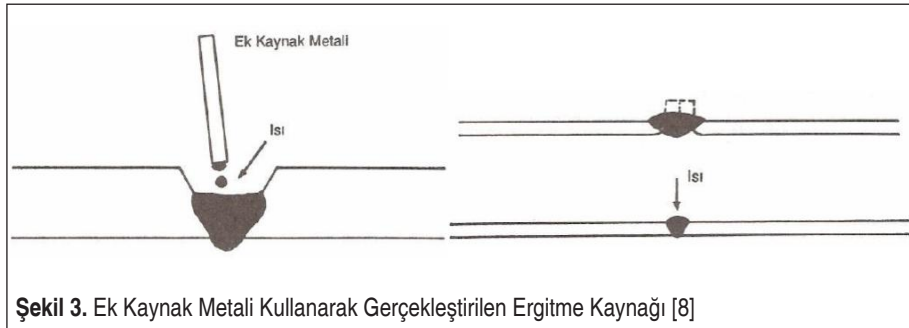 Ek Kaynak Metali
Isı
Isı
Şekil 3. Ek Kaynak Metali Kullanarak Gerçekleştirilen Ergitme Kaynağı [8]